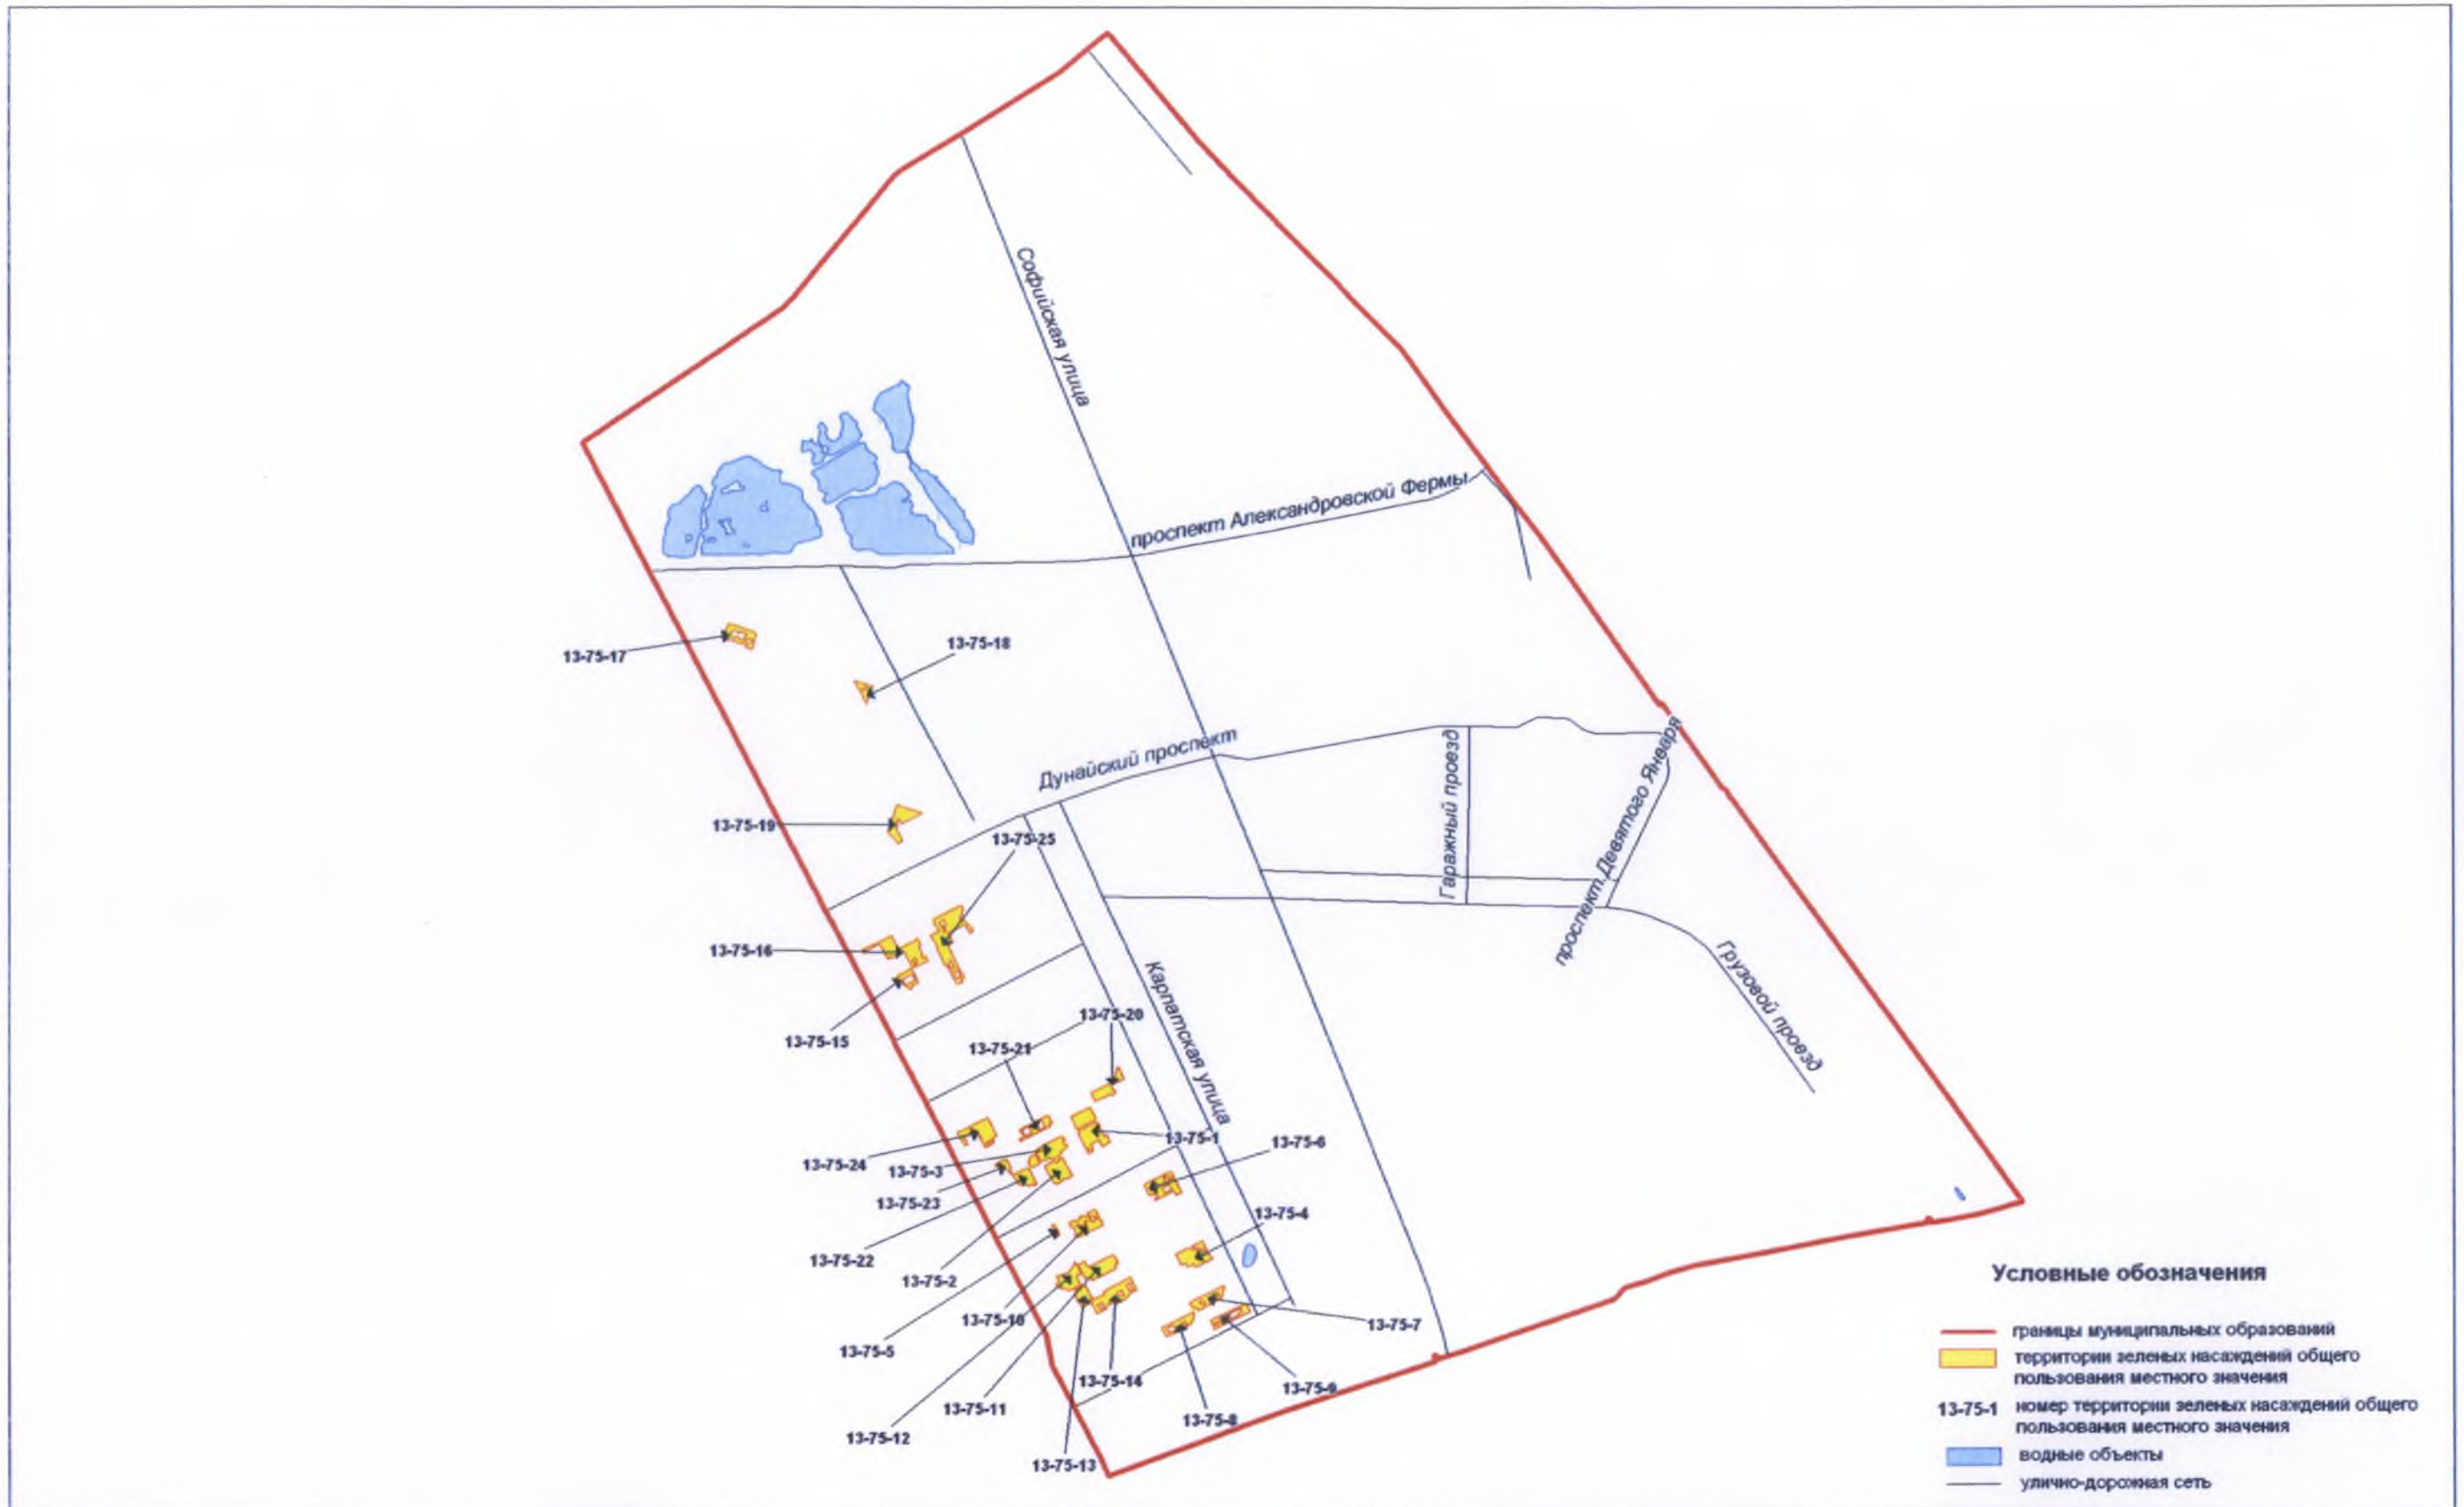 Софийская улица
проспект Александровской Фермы
13-75-17
13-75-18
Дунайский проспект
Гаражный проезд
проспект Девятого Января
13-75-19
13-75-25
13-75-16
Карпатская улица
Грузовой проезд
13-75-15
13-75-20
13-75-21
13-75-1
13-75-6
13-75-24
13-75-3
13-75-23
13-75-4
13-75-22
13-75-2
13-75-10
13-75-7
13-75-5
13-75-14
13-75-9
13-75-11
13-75-8
13-75-12
13-75-13
Условные обозначения
границы муниципальных образований
территории зеленых насаждений общего
пользования местного значения
13-75-1 номер территории зеленых насаждений общего
пользования местного значения
водные объекты
улично-дорожная сеть